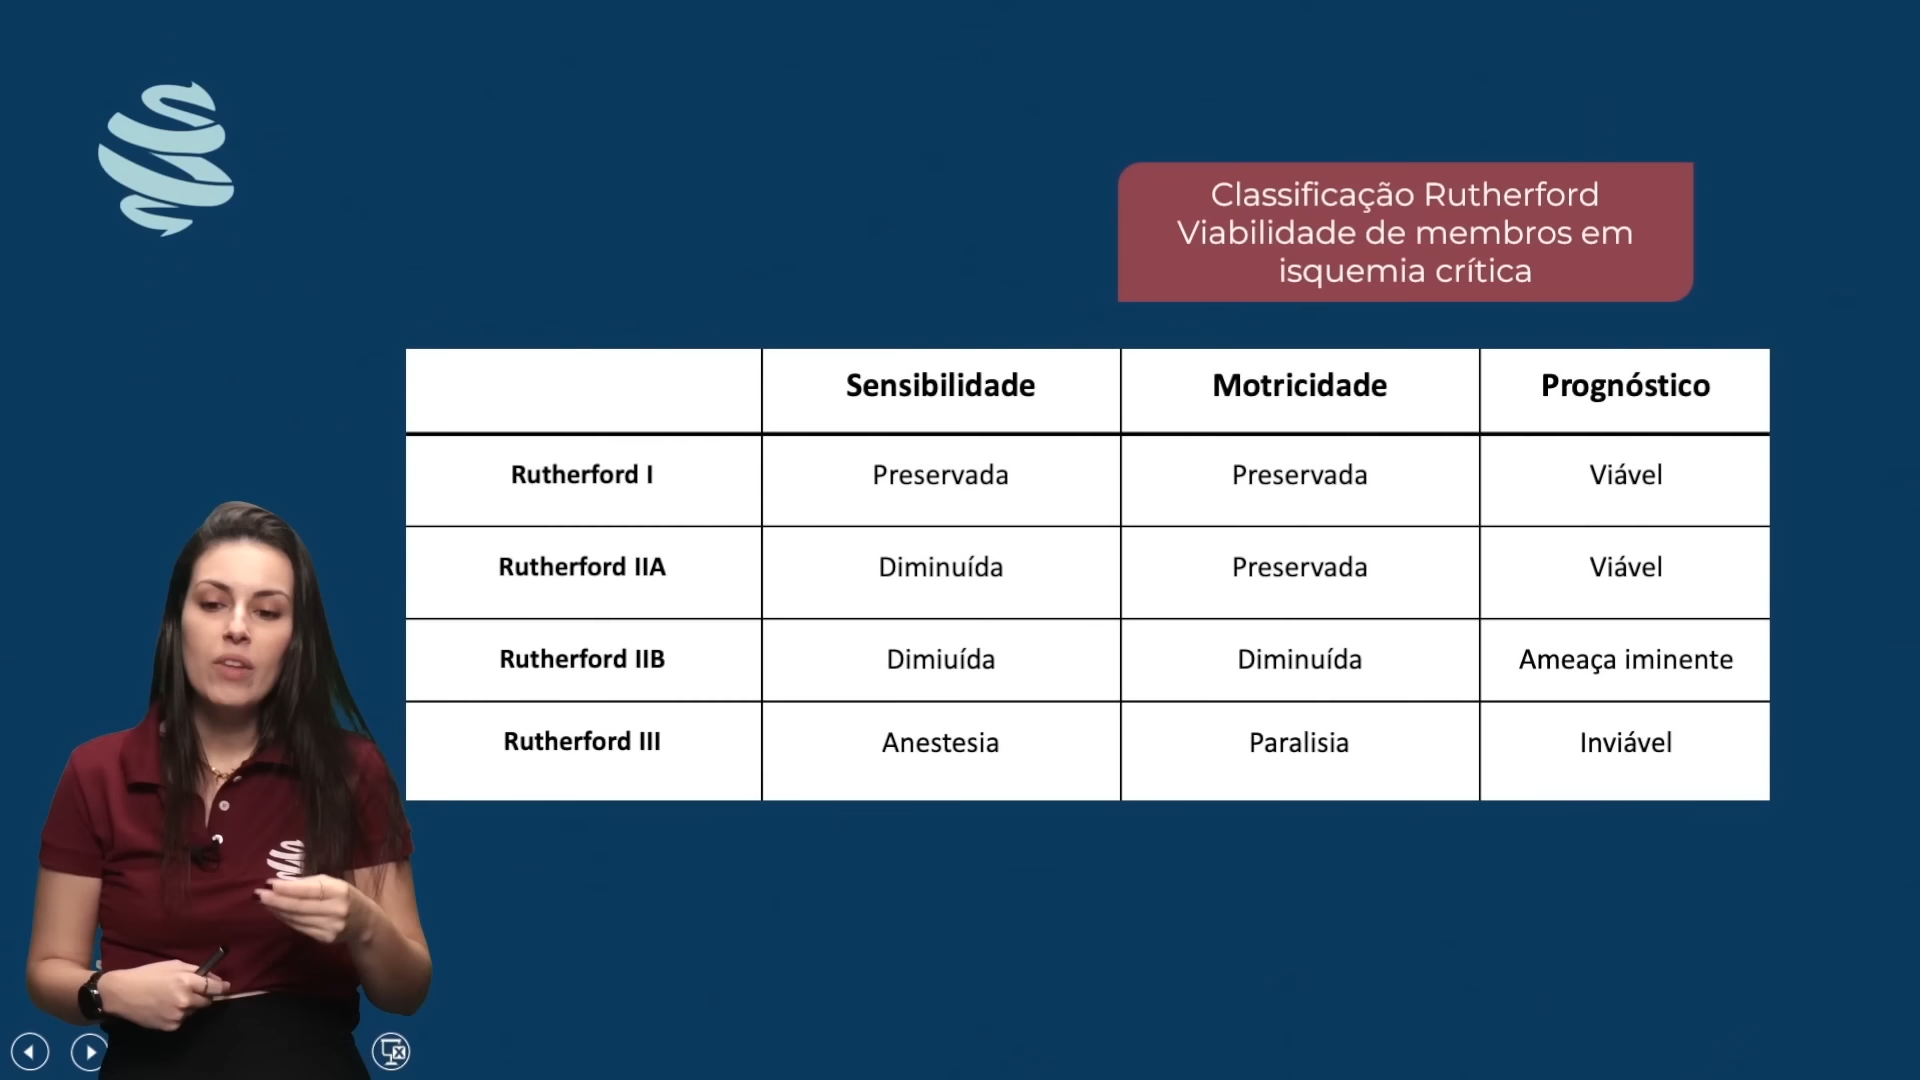 Classificação Rutherford
Viabilidade de membros em
isquemia crítica
Sensibilidade Motricidade Prognóstico
Rutherford I Preservada Preservada Viável
Rutherford IIA Diminuída Preservada Viável
Rutherford IIB Dimiuída Diminuída Ameaça iminente
Rutherford III Anestesia Paralisia Inviável